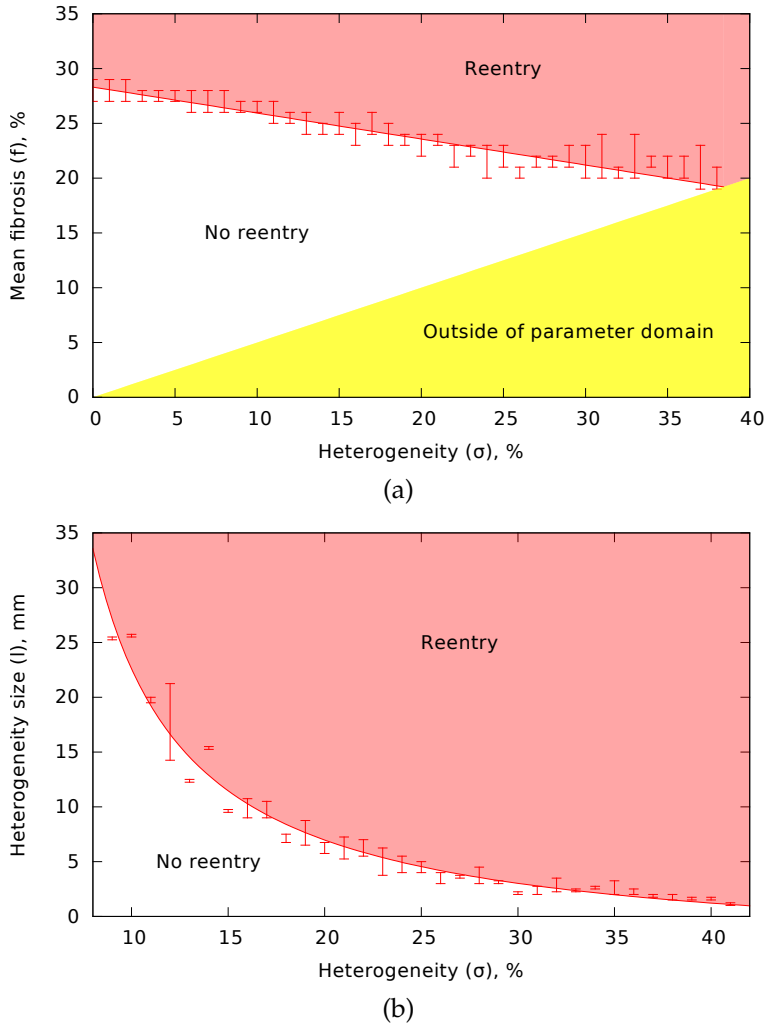 35
30
25
20
15
10
5
0
Mean fibrosis (f), %
Reentry
No reentry
Outside of parameter domain
0 5 10 15 20 25 30 35 40
Heterogeneity (σ), %
(a)
35
30
25
20
15
10
5
0
Heterogeneity size (l), mm
Reentry
No reentry
10 15 20 25 30 35 40
Heterogeneity (σ), %
(b)